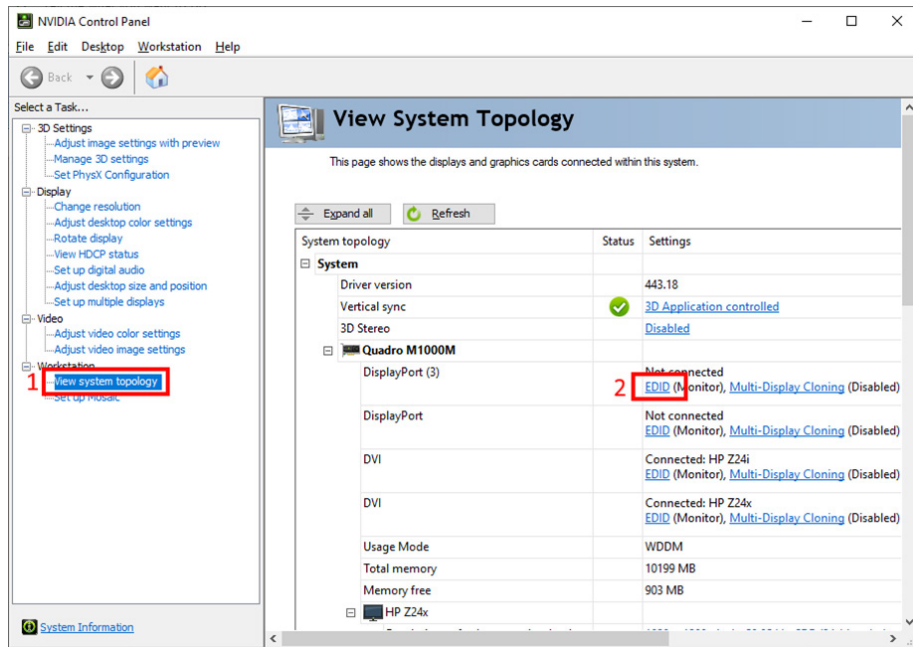 NVIDIA Control Panel
File Edit Desktop Workstation Help
Back
Select a Task...
3D Settings
Adjust image settings with preview
Manage 3D settings
Set PhysX Configuration
Display
Change resolution
Adjust desktop color settings
Rotate display
View HDCP status
Set up digital audio
Adjust desktop size and position
Set up multiple displays
Video
Adjust video color settings
Adjust video image settings
Workstation
1 View system topology
Set up Mosaic
System Information
View System Topology
This page shows the displays and graphics cards connected within this system.
Expand all Refresh
System topology Status Settings
System
Driver version 443.18
Vertical sync 3D Application controlled
3D Stereo Disabled
Quadro M1000M
DisplayPort (3) Not connected
2 EDID (Monitor), Multi-Display Cloning (Disabled)
DisplayPort Not connected
EDID (Monitor), Multi-Display Cloning (Disabled)
DVI Connected: HP Z24i
EDID (Monitor), Multi-Display Cloning (Disabled)
DVI Connected: HP Z24x
EDID (Monitor), Multi-Display Cloning (Disabled)
Usage Mode WDDM
Total memory 10199 MB
Memory free 903 MB
HP Z24x